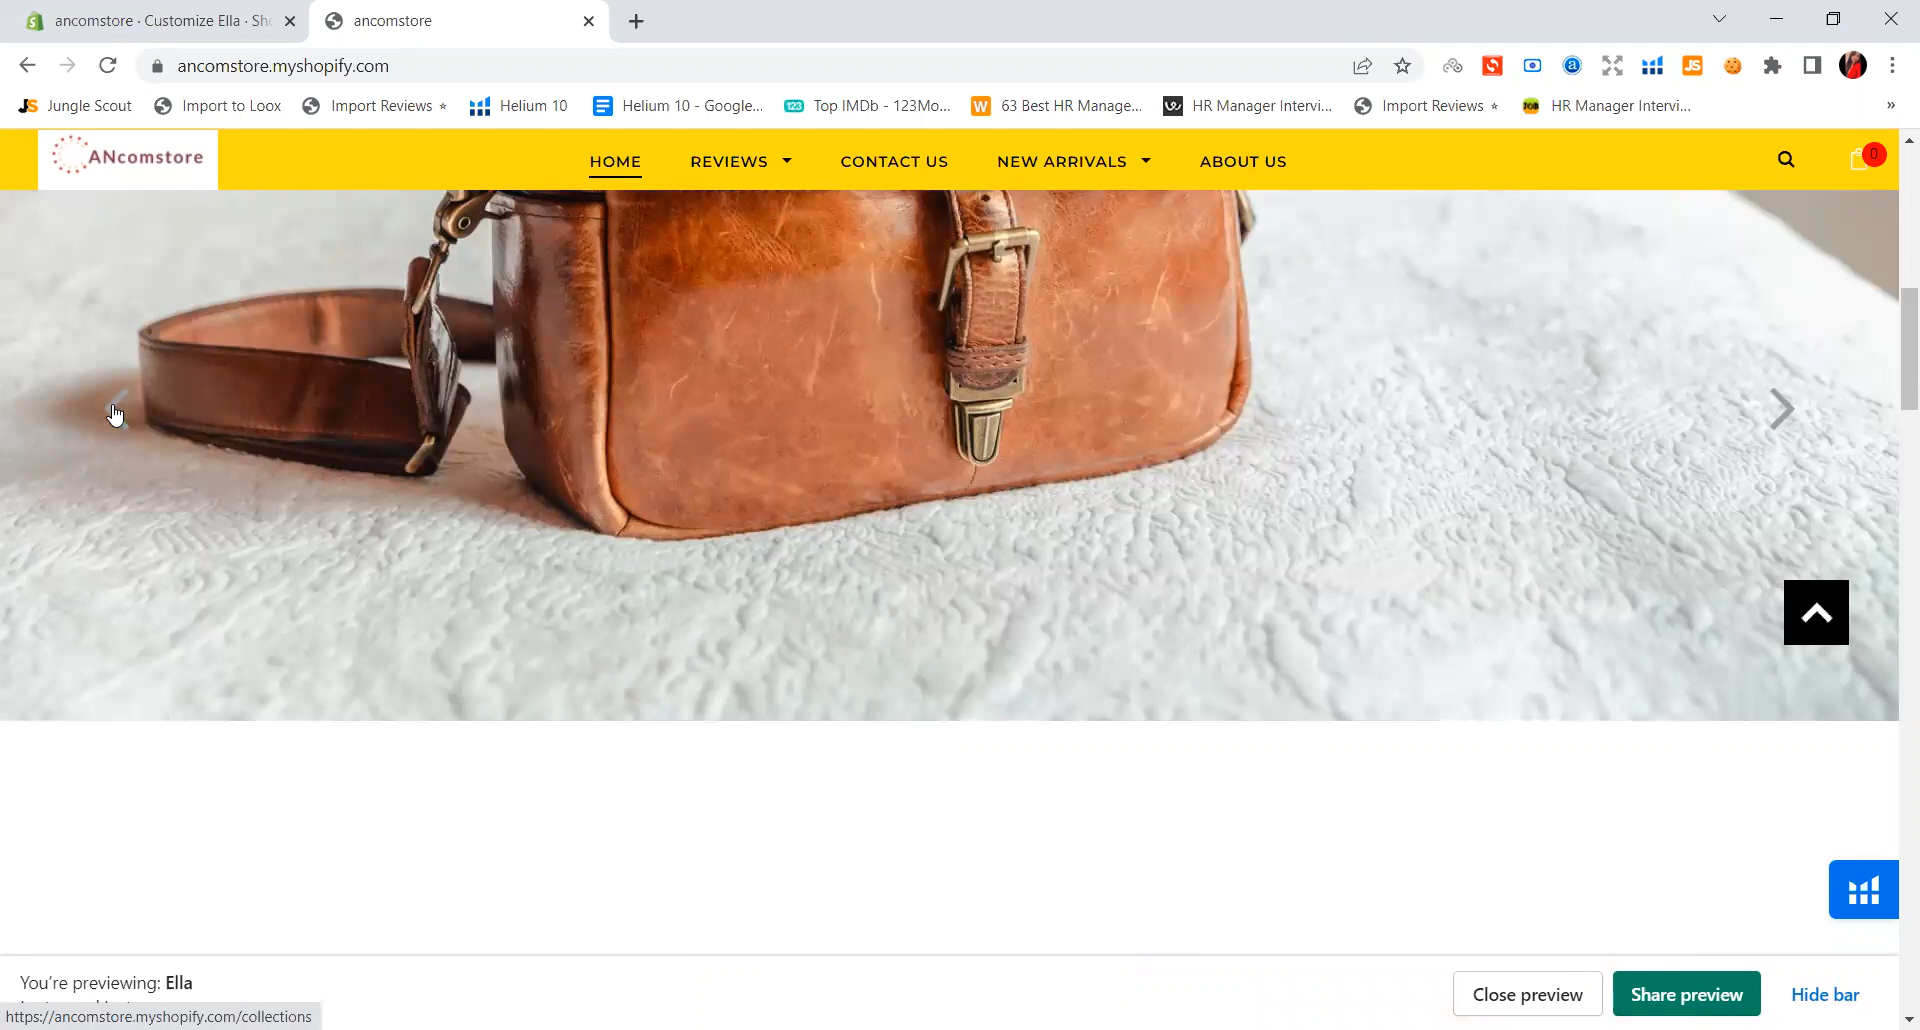 ancomstore · Customize Ella · Sh
ancomstore
ancomstore.myshopify.com
Jungle Scout
Import to Loox
Import Reviews ⭐
Helium 10
Helium 10 - Google...
123
Top IMDb - 123Mo...
W
63 Best HR Manage...
HR Manager Intervi...
Import Reviews ⭐
JOB
HR Manager Intervi...
»
ANcomstore
HOME
REVIEWS
CONTACT US
NEW ARRIVALS
ABOUT US
0
You're previewing: Ella
https://ancomstore.myshopify.com/collections
Close preview
Share preview
Hide bar